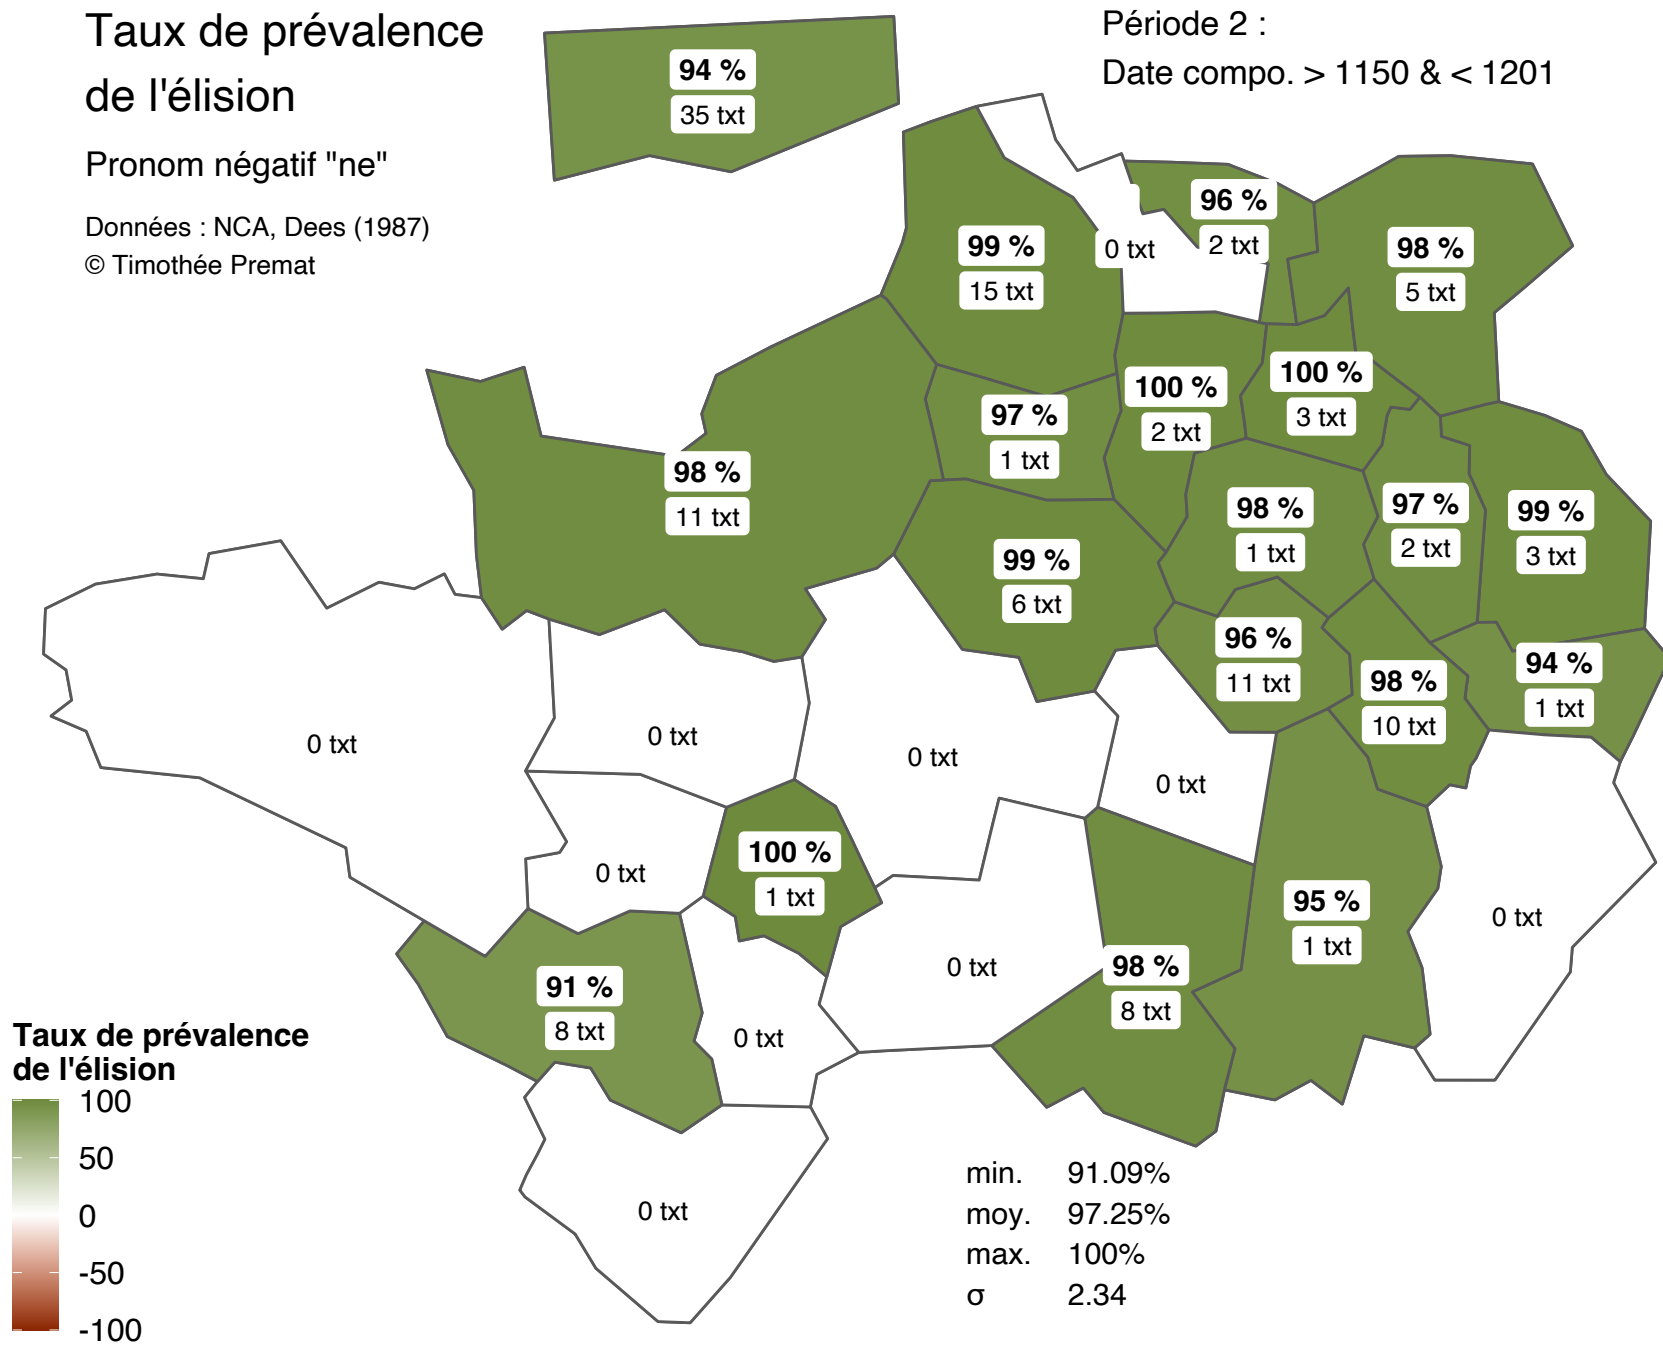 Taux de prévalence
de l'élision
Pronom négatif "ne"
Données : NCA, Dees (1987)
© Timothée Premat
Période 2 :
Date compo. > 1150 & < 1201
94 %
35 txt
96 %
2 txt
99 %
15 txt
0 txt
98 %
5 txt
100 %
3 txt
100 %
2 txt
97 %
1 txt
98 %
11 txt
98 %
1 txt
97 %
2 txt
99 %
3 txt
99 %
6 txt
96 %
11 txt
98 %
10 txt
94 %
1 txt
0 txt
0 txt
0 txt
0 txt
100 %
1 txt
0 txt
95 %
1 txt
0 txt
0 txt
98 %
8 txt
91 %
8 txt
0 txt
0 txt
Taux de prévalence
de l'élision
100
50
0
-50
-100
min. 91.09%
moy. 97.25%
max. 100%
σ 2.34